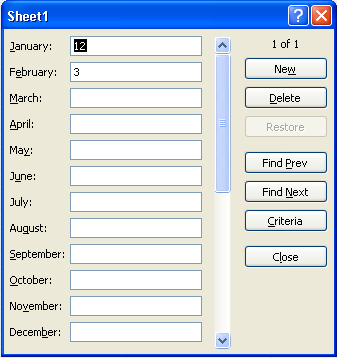 Sheet1
1 of 1
January: 12
New
February: 3
Delete
March:
April:
Restore
May:
Find Prev
June:
Find Next
July:
Criteria
August:
September:
Close
October:
November:
December: